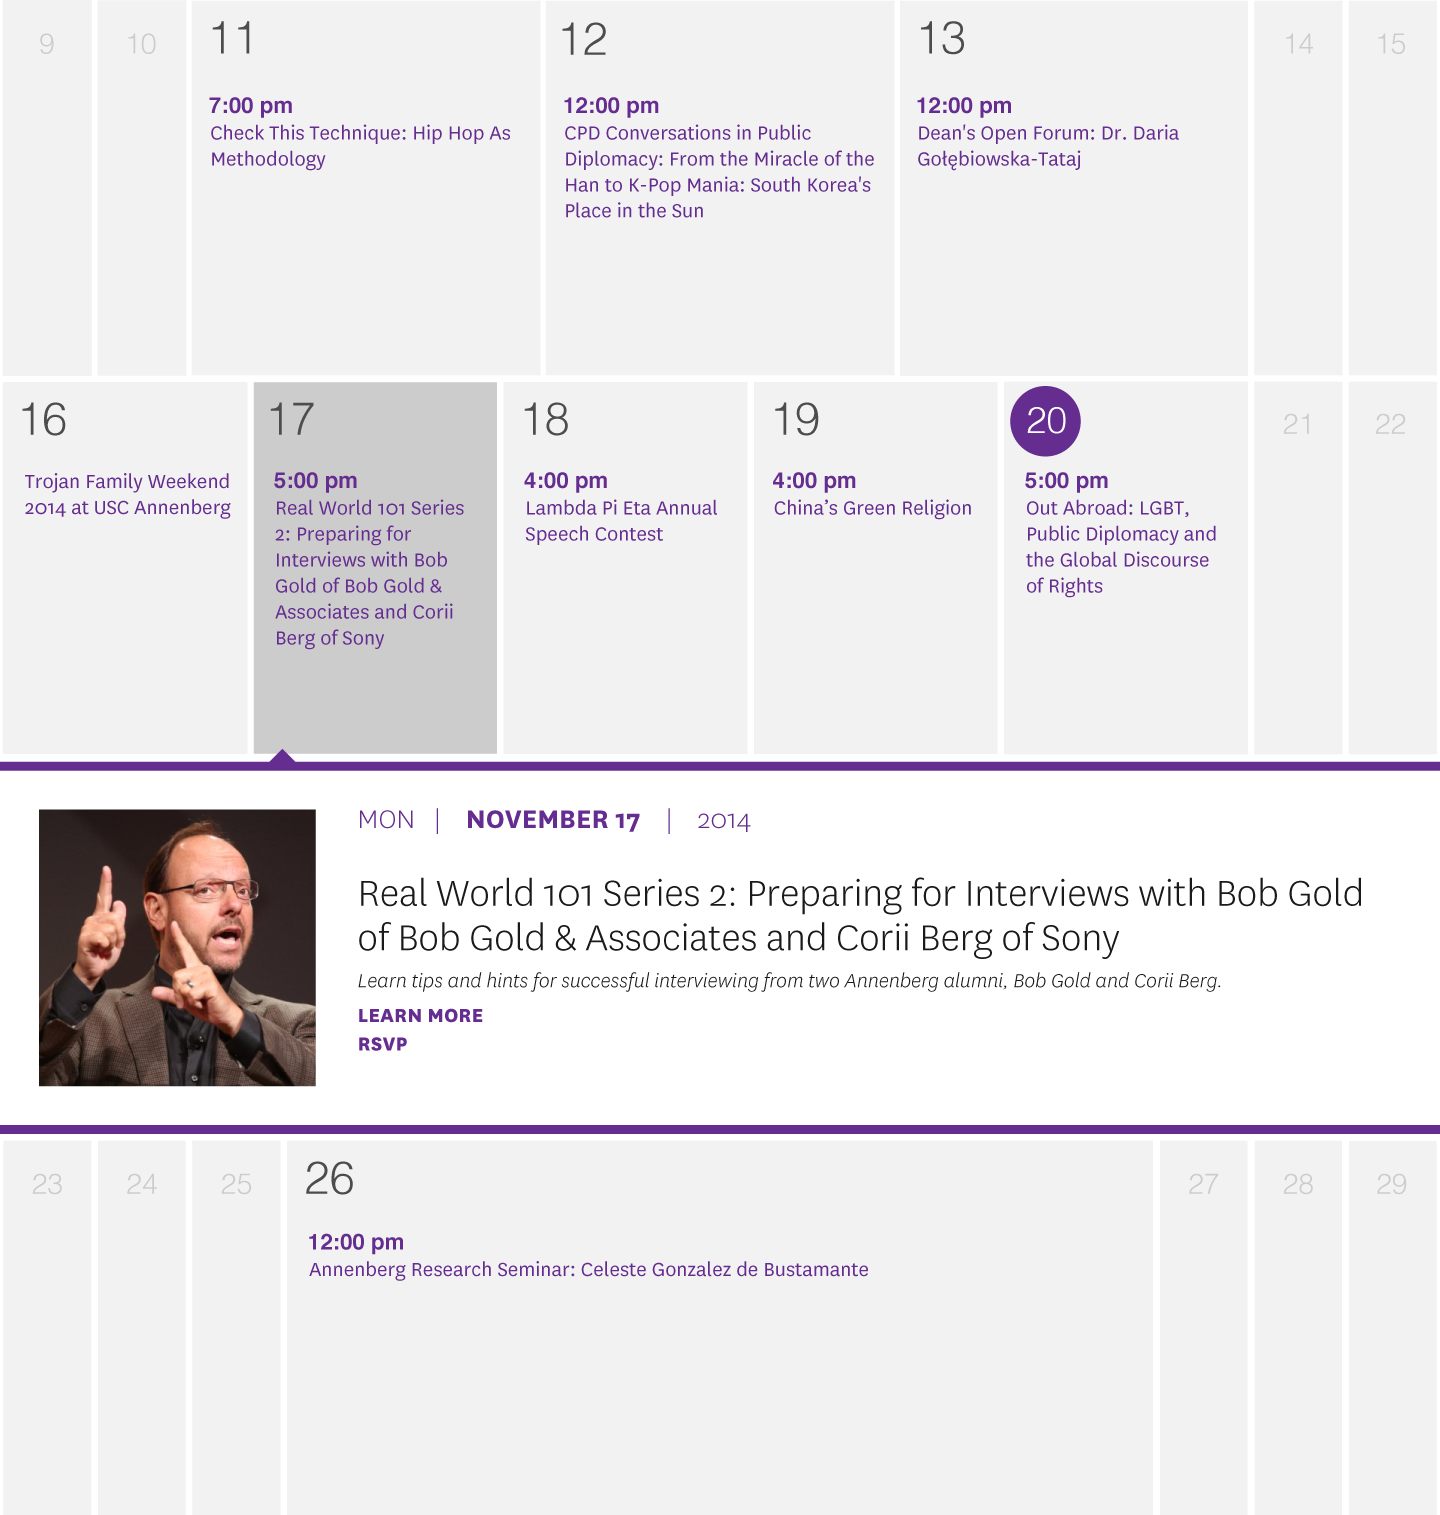 9
10
11
7:00 pm
Check This Technique: Hip Hop As
Methodology
12
12:00 pm
CPD Conversations in Public
Diplomacy: From the Miracle of the
Han to K-Pop Mania: South Korea's
Place in the Sun
13
12:00 pm
Dean's Open Forum: Dr. Daria
Gołębiowska-Tataj
14
15
16
Trojan Family Weekend
2014 at USC Annenberg
17
5:00 pm
Real World 101 Series
2: Preparing for
Interviews with Bob
Gold of Bob Gold &
Associates and Corii
Berg of Sony
18
4:00 pm
Lambda Pi Eta Annual
Speech Contest
19
4:00 pm
China’s Green Religion
20
5:00 pm
Out Abroad: LGBT,
Public Diplomacy and
the Global Discourse
of Rights
21
22
MON | NOVEMBER 17 | 2014
Real World 101 Series 2: Preparing for Interviews with Bob Gold
of Bob Gold & Associates and Corii Berg of Sony
Learn tips and hints for successful interviewing from two Annenberg alumni, Bob Gold and Corii Berg.
LEARN MORE
RSVP
23
24
25
26
12:00 pm
Annenberg Research Seminar: Celeste Gonzalez de Bustamante
27
28
29